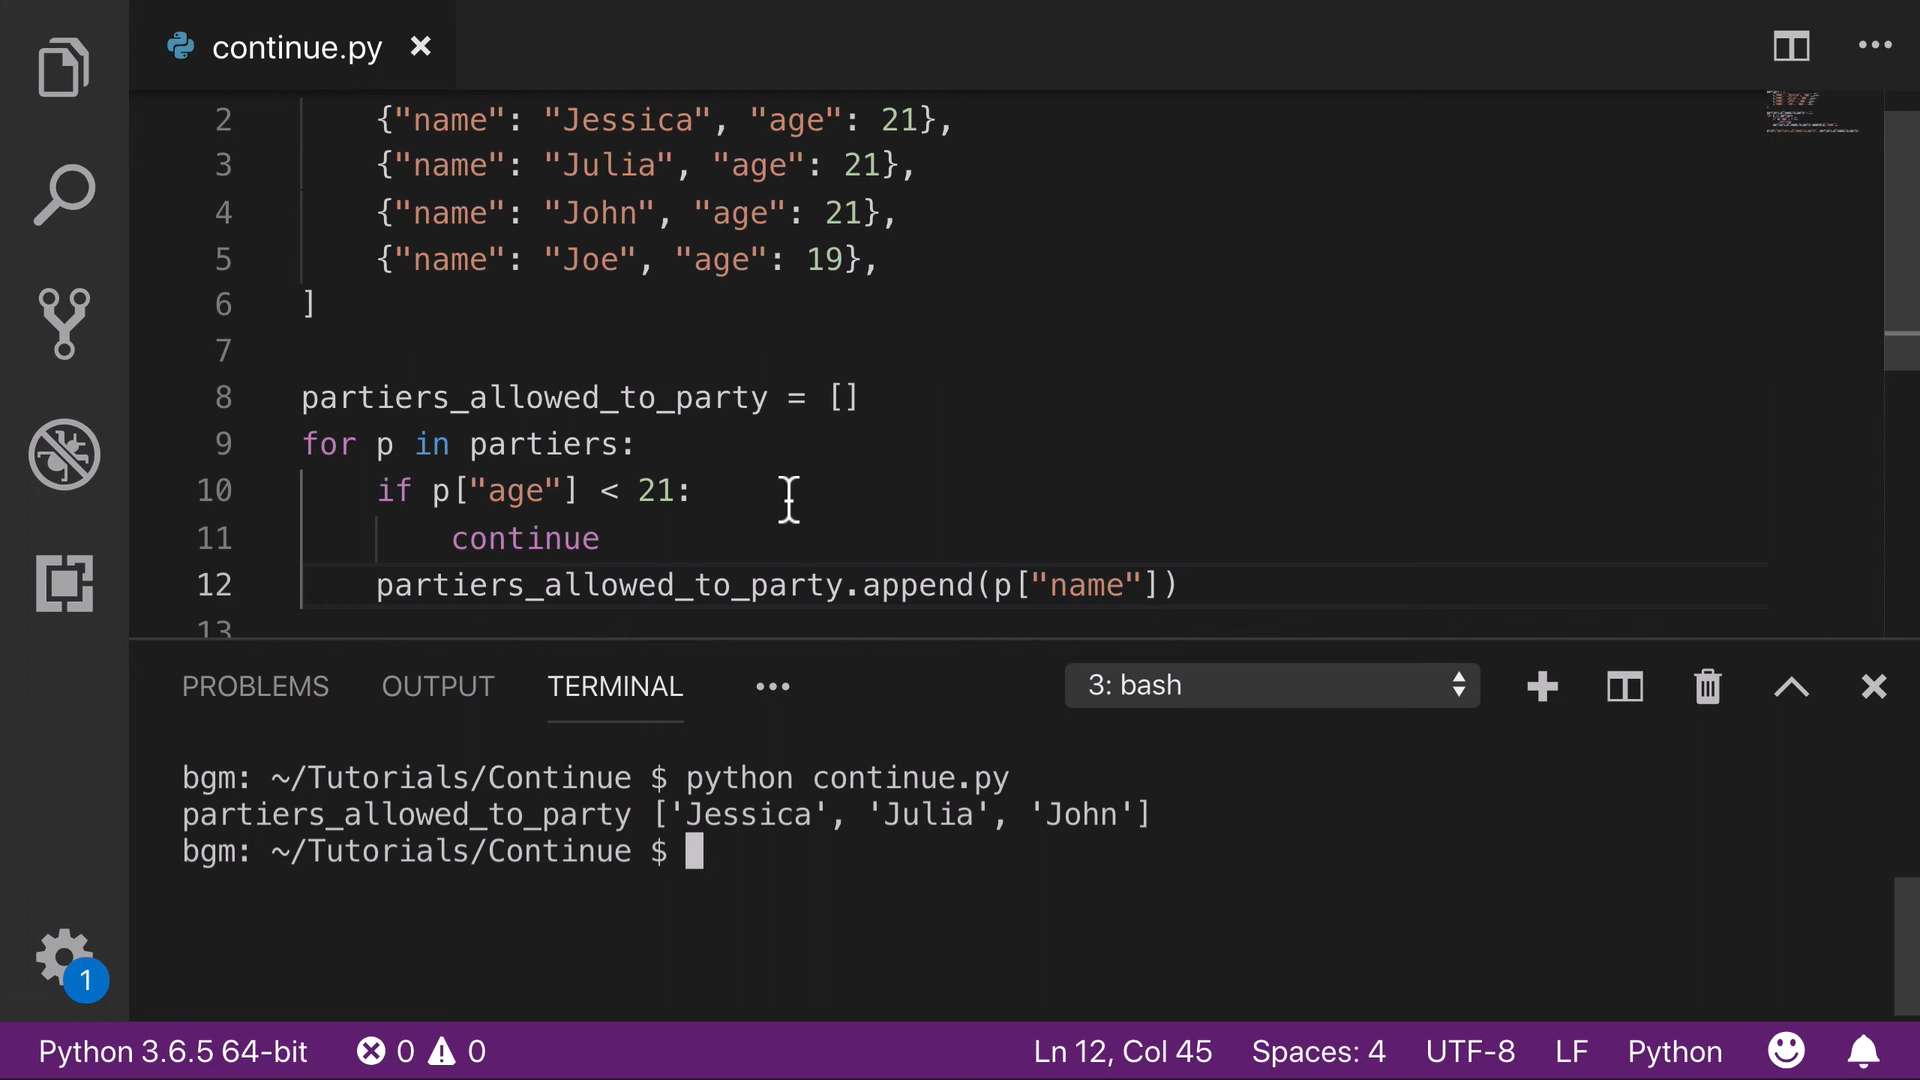 continue.py
2 {"name": "Jessica", "age": 21},
3 {"name": "Julia", "age": 21},
4 {"name": "John", "age": 21},
5 {"name": "Joe", "age": 19},
6 ]
7
8 partiers_allowed_to_party = []
9 for p in partiers:
10 if p["age"] < 21:
11 continue
12 partiers_allowed_to_party.append(p["name"])
13
PROBLEMS OUTPUT TERMINAL ••• 3: bash
bgm: ~/Tutorials/Continue $ python continue.py
partiers_allowed_to_party ['Jessica', 'Julia', 'John']
bgm: ~/Tutorials/Continue $
1
Python 3.6.5 64-bit 0 0 Ln 12, Col 45 Spaces: 4 UTF-8 LF Python